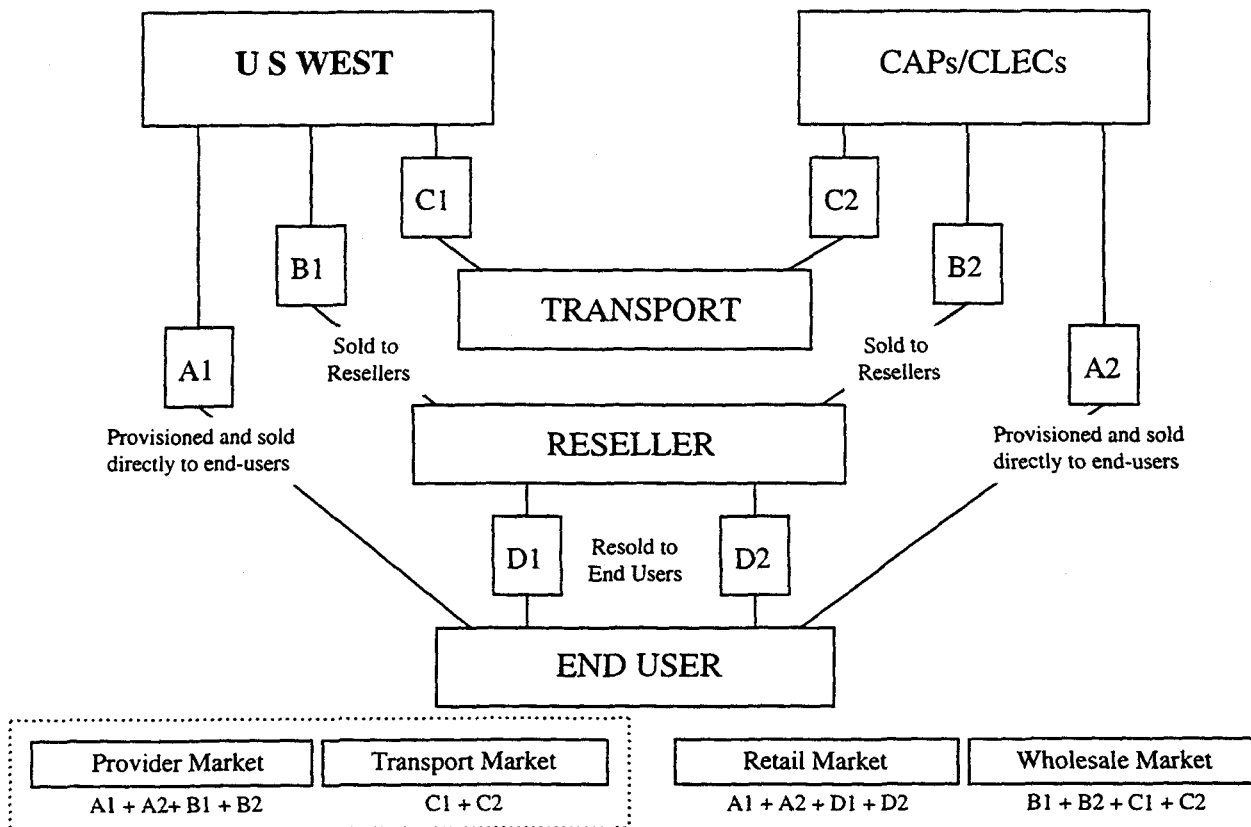 U S WEST
CAPs/CLECs
C1
C2
B1
B2
TRANSPORT
A1
Sold to
Resellers
Sold to
Resellers
A2
RESELLER
Provisioned and sold
directly to end-users
Provisioned and sold
directly to end-users
D1
Resold to
End Users
D2
END USER
Provider Market
Transport Market
Retail Market
Wholesale Market
A1 + A2+ B1 + B2
C1 + C2
A1 + A2 + D1 + D2
B1 + B2 + C1 + C2